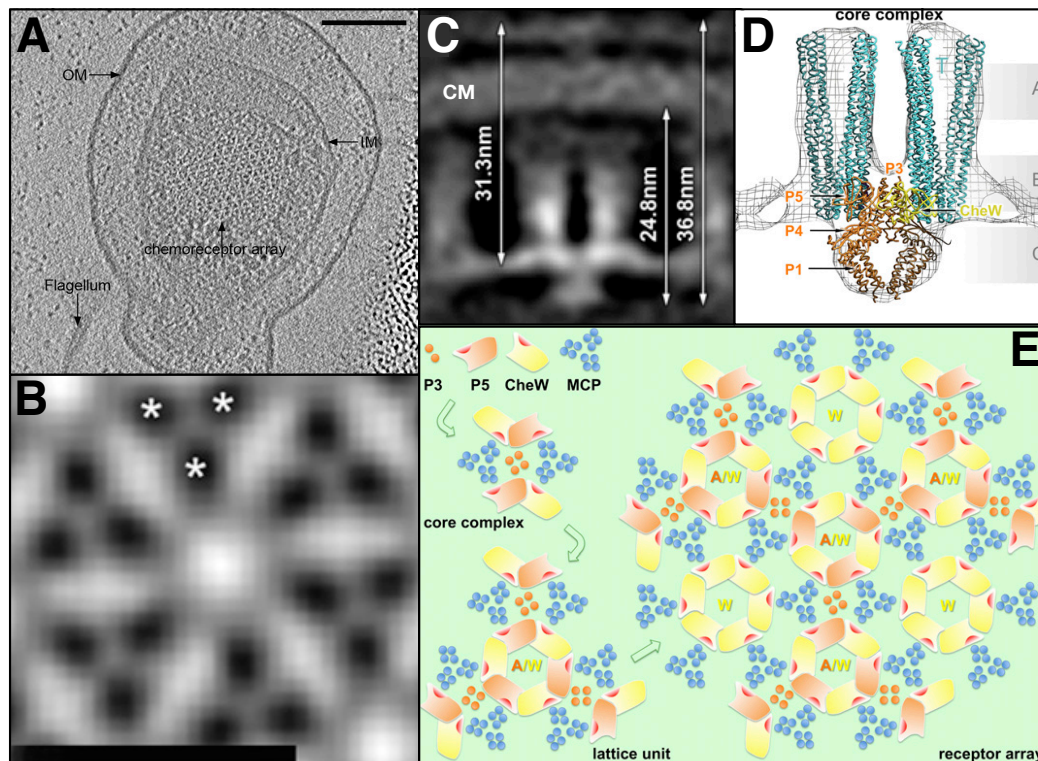 A
OM
IM
chemoreceptor array
Flagellum
B
* *
*
C
CM
31.3nm
24.8nm
36.8nm
D
core complex
T
A
P3
B
P5
CheW
P4
C
P1
E
P3 P5 CheW MCP
W
core complex
A/W A/W
A/W
W W
A/W A/W
lattice unit
receptor array